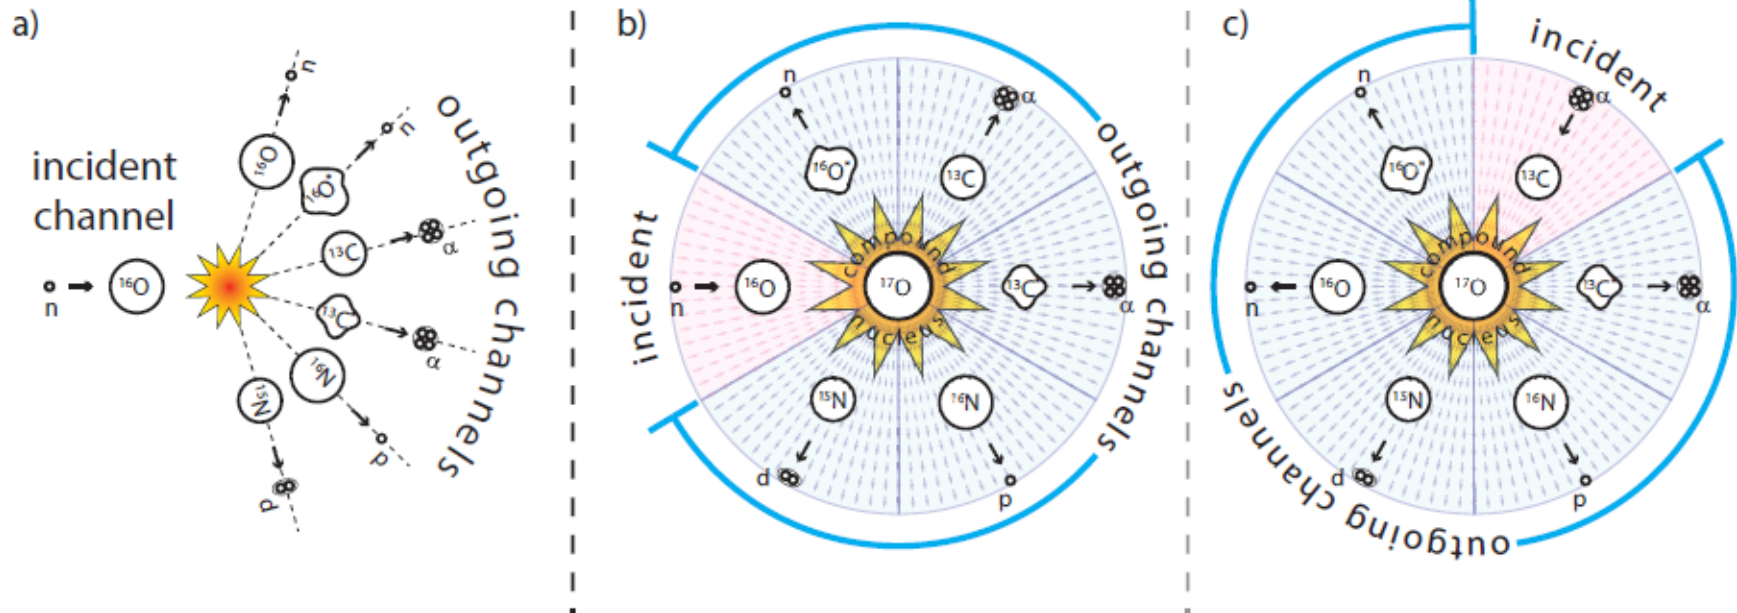 a)
incident
channel
n
¹⁶O
¹⁶O
n
¹⁶O*
n
¹³C
α
¹³C
α
¹⁶N
p
¹⁵N
d
outgoing channels
b)
incident
n
¹⁶O
n
¹⁶O*
α
¹³C
¹³C*
α
¹⁵N
d
¹⁶N
p
compound
¹⁷O
nucleus
outgoing channels
c)
incident
n
¹⁶O*
α
¹³C
n
¹⁶O
¹³C*
α
¹⁵N
d
¹⁶N
p
compound
¹⁷O
nucleus
outgoing channels